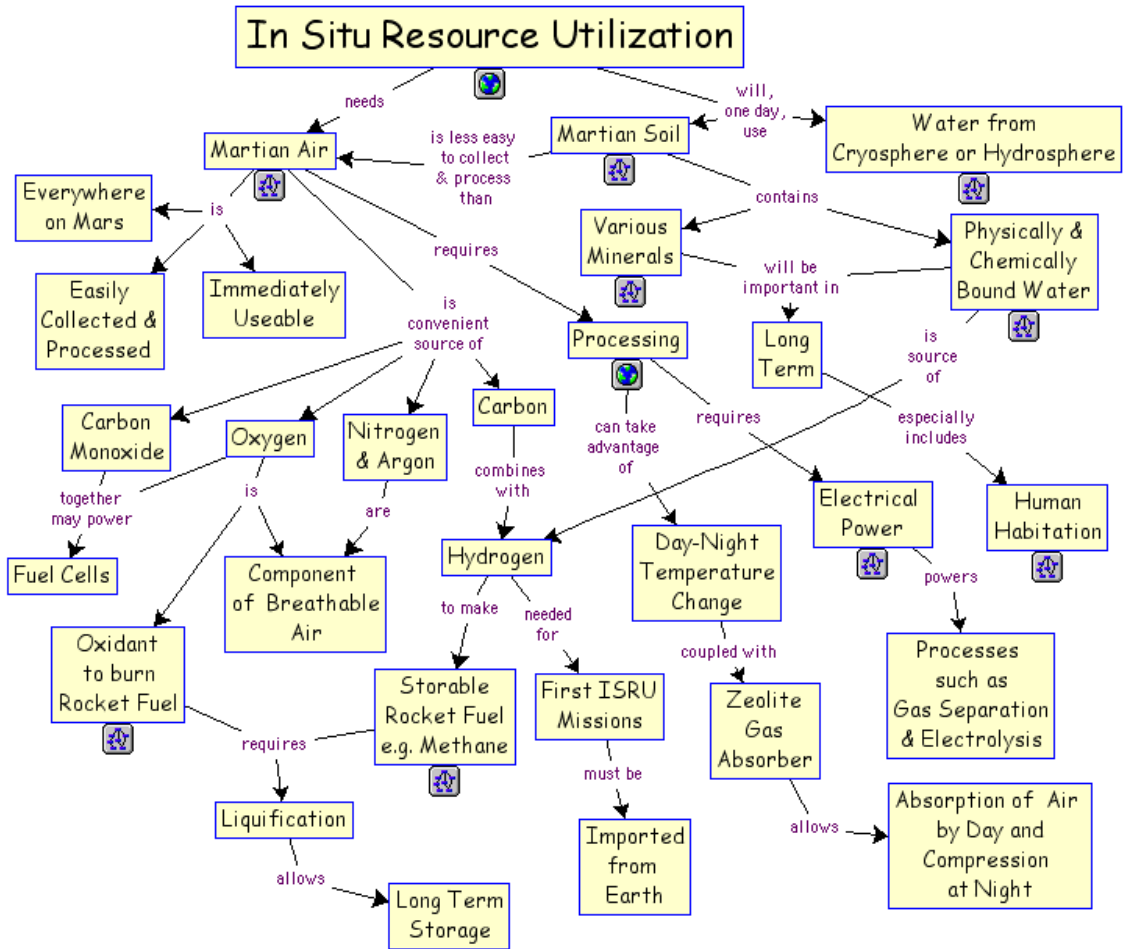 In Situ Resource Utilization
needs
will,
one day,
use
Martian Air
is less easy
to collect
& process
than
Martian Soil
Water from
Cryosphere or Hydrosphere
Everywhere
on Mars
is
contains
Various
Minerals
Physically &
Chemically
Bound Water
requires
will be
important in
Easily
Collected &
Processed
Immediately
Useable
is
convenient
source of
Processing
Long
Term
is
source
of
Carbon
Monoxide
Oxygen
Nitrogen
& Argon
Carbon
can take
advantage
of
requires
especially
includes
together
may power
is
are
combines
with
Electrical
Power
Human
Habitation
Fuel Cells
Component
of Breathable
Air
Hydrogen
Day-Night
Temperature
Change
powers
to make
needed
for
Oxidant
to burn
Rocket Fuel
coupled with
Processes
such as
Gas Separation
& Electrolysis
Storable
Rocket Fuel
e.g. Methane
First ISRU
Missions
Zeolite
Gas
Absorber
requires
must be
Liquification
allows
Absorption of Air
by Day and
Compression
at Night
Imported
from
Earth
allows
Long Term
Storage